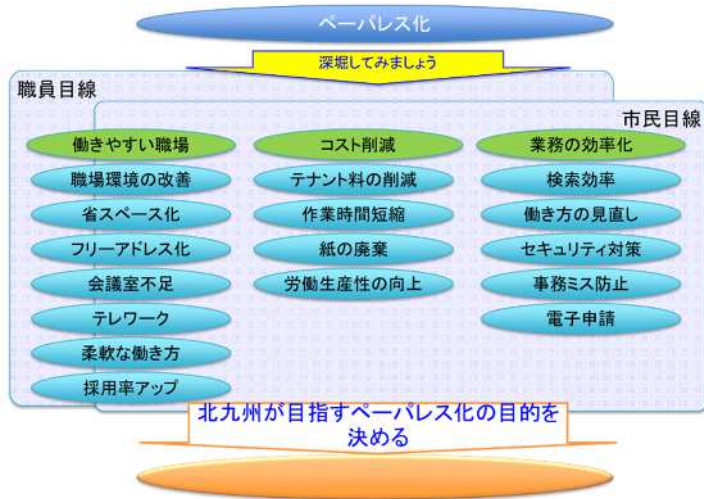 ペーパレス化
深堀してみましょう
職員目線
市民目線
働きやすい職場
職場環境の改善
省スペース化
フリーアドレス化
会議室不足
テレワーク
柔軟な働き方
採用率アップ
コスト削減
テナント料の削減
作業時間短縮
紙の廃棄
労働生産性の向上
業務の効率化
検索効率
働き方の見直し
セキュリティ対策
事務ミス防止
電子申請
北九州が目指すペーパレス化の目的を
決める